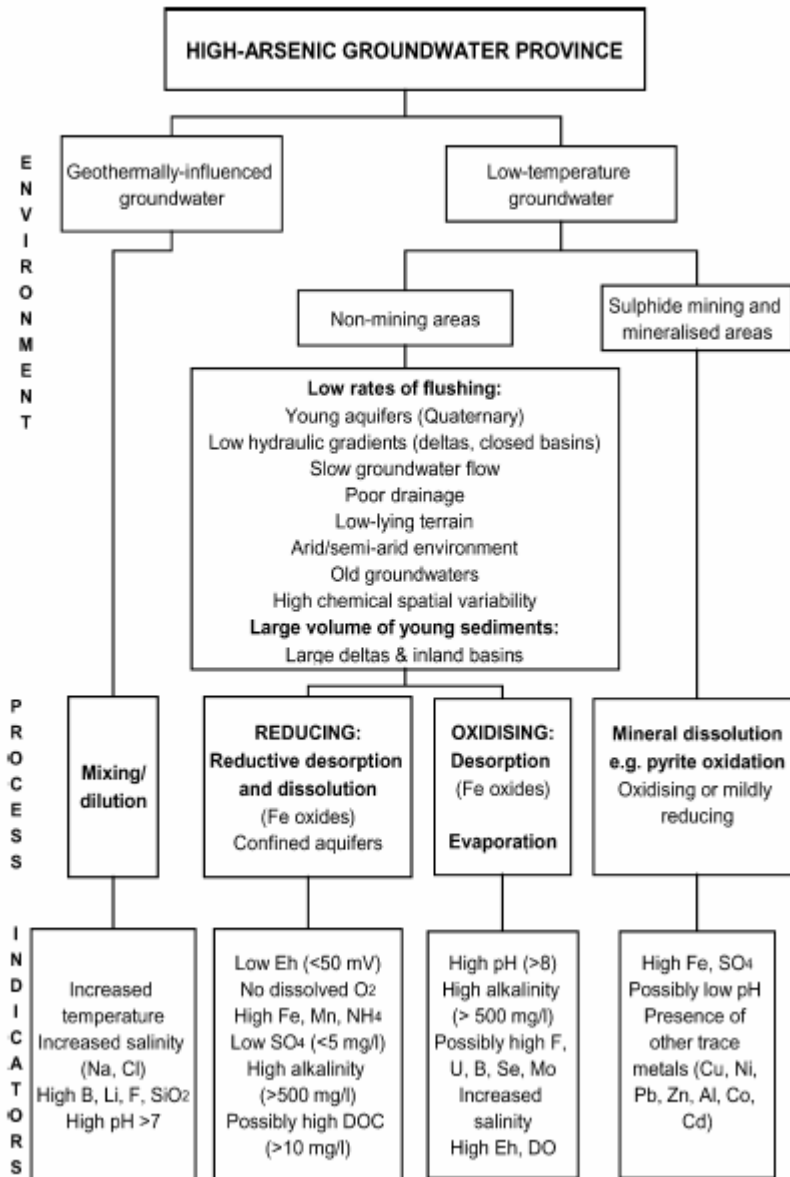 HIGH-ARSENIC GROUNDWATER PROVINCE
ENVIRONMENT
Geothermally-influenced
groundwater
Low-temperature
groundwater
Non-mining areas
Sulphide mining and
mineralised areas
Low rates of flushing:
Young aquifers (Quaternary)
Low hydraulic gradients (deltas, closed basins)
Slow groundwater flow
Poor drainage
Low-lying terrain
Arid/semi-arid environment
Old groundwaters
High chemical spatial variability
Large volume of young sediments:
Large deltas & inland basins
PROCESS
Mixing/
dilution
REDUCING:
Reductive desorption
and dissolution
(Fe oxides)
Confined aquifers
OXIDISING:
Desorption
(Fe oxides)
Evaporation
Mineral dissolution
e.g. pyrite oxidation
Oxidising or mildly
reducing
INDICATORS
Increased
temperature
Increased salinity
(Na, Cl)
High B, Li, F, SiO2
High pH >7
Low Eh (<50 mV)
No dissolved O2
High Fe, Mn, NH4
Low SO4 (<5 mg/l)
High alkalinity
(>500 mg/l)
Possibly high DOC
(>10 mg/l)
High pH (>8)
High alkalinity
(> 500 mg/l)
Possibly high F,
U, B, Se, Mo
Increased
salinity
High Eh, DO
High Fe, SO4
Possibly low pH
Presence of
other trace
metals (Cu, Ni,
Pb, Zn, Al, Co,
Cd)